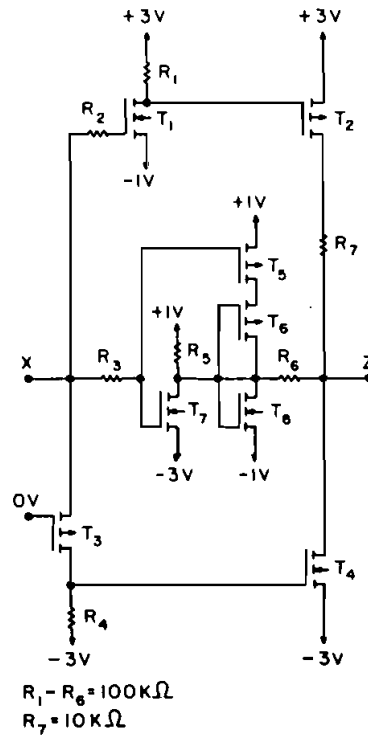 +3V +3V
R1
R2
T1 T2
-1V
+1V R7
T5
+1V
T6
X R3 R5 R6 Z
T7 T8
-3V -1V
0V
T3
T4
R4
-3V -3V
R1-R6=100KΩ
R7=10KΩ